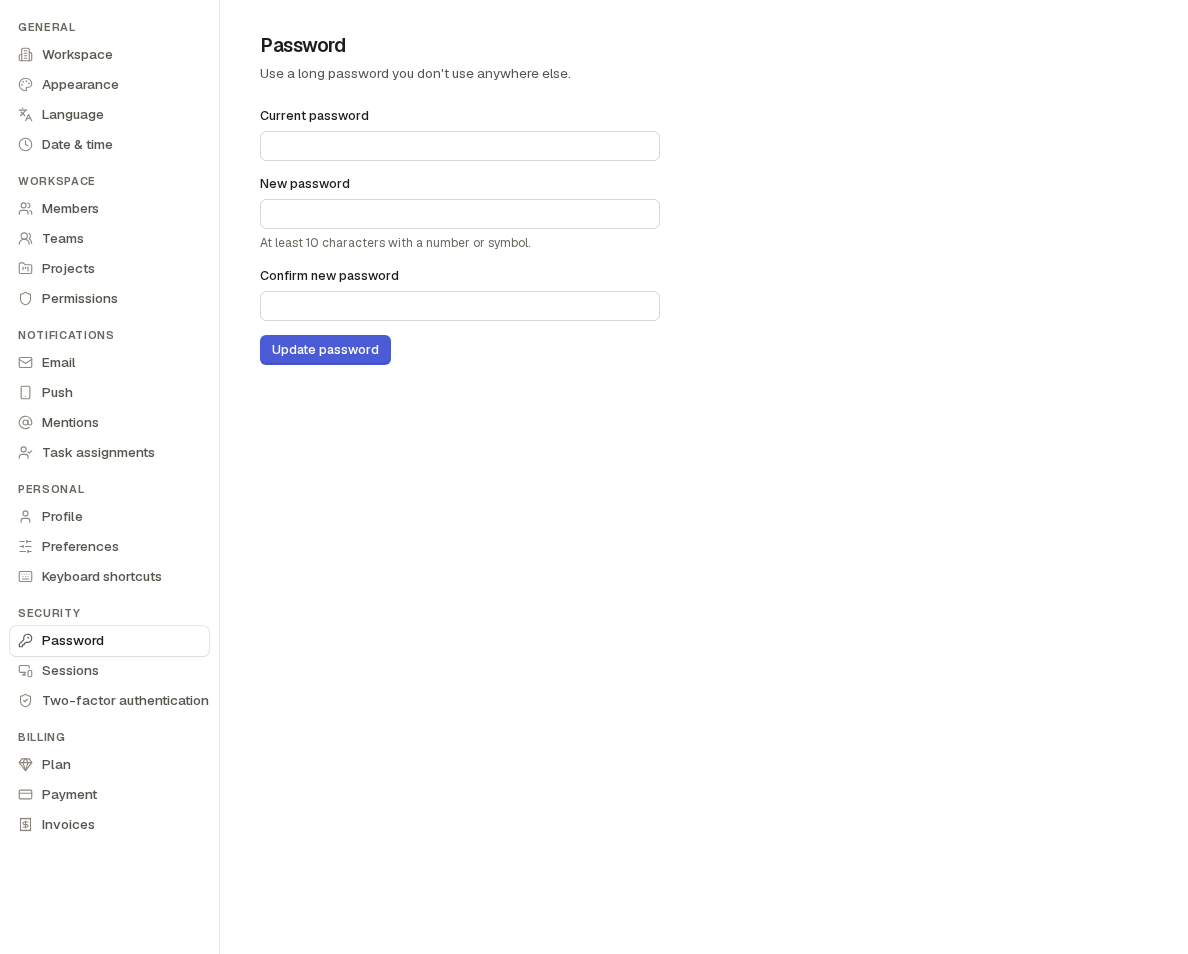 GENERAL
Workspace
Appearance
Language
Date & time
WORKSPACE
Members
Teams
Projects
Permissions
NOTIFICATIONS
Email
Push
Mentions
Task assignments
PERSONAL
Profile
Preferences
Keyboard shortcuts
SECURITY
Password
Sessions
Two-factor authentication
BILLING
Plan
Payment
Invoices
Password
Use a long password you don't use anywhere else.
Current password
New password
At least 10 characters with a number or symbol.
Confirm new password
Update password